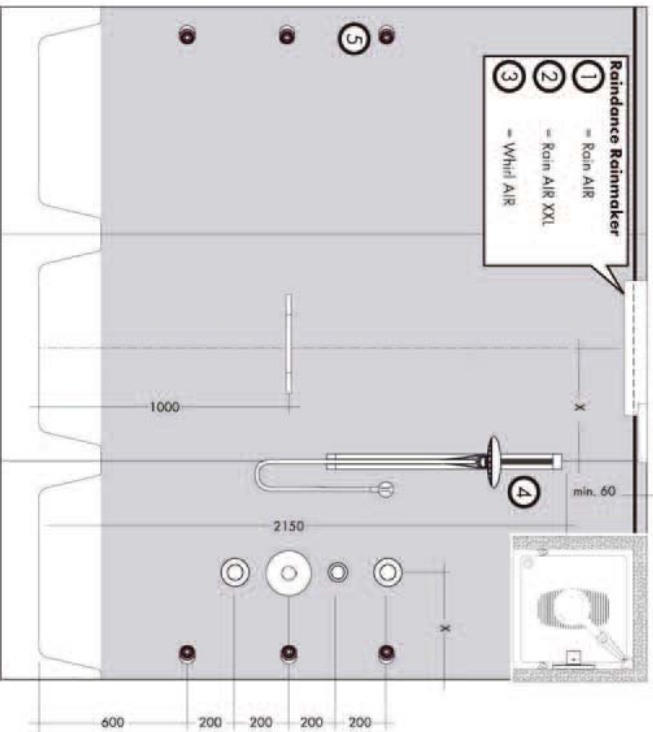 Raindance Rainmaker
1 = Rain AIR
2 = Rain AIR XXL
3 = Whirl AIR
5
4
1000
X
min. 60
2150
X
600
200
200
200
200